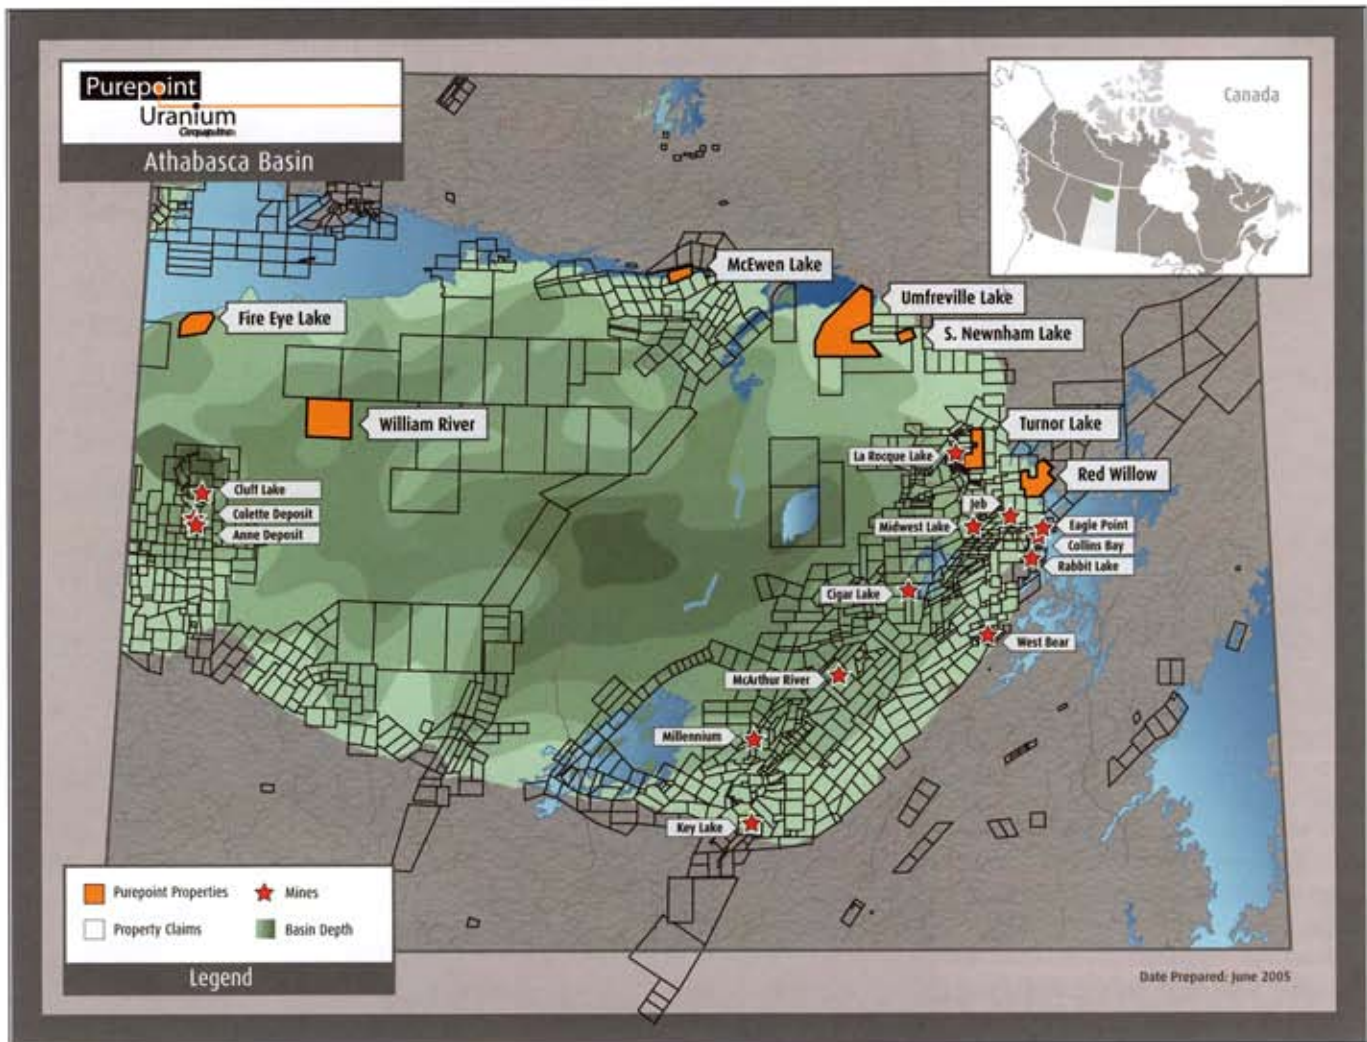 Purepoint
Uranium
Corporation
Athabasca Basin
Canada
McEwen Lake
Umfreville Lake
Fire Eye Lake
S. Newnham Lake
William River
Turnor Lake
La Rocque Lake
Red Willow
Cluff Lake
Jeb
Colette Deposit
Midwest Lake
Eagle Point
Anne Deposit
Collins Bay
Rabbit Lake
Cigar Lake
West Bear
McArthur River
Millennium
Key Lake
Purepoint Properties
Mines
Property Claims
Basin Depth
Legend
Date Prepared: June 2005